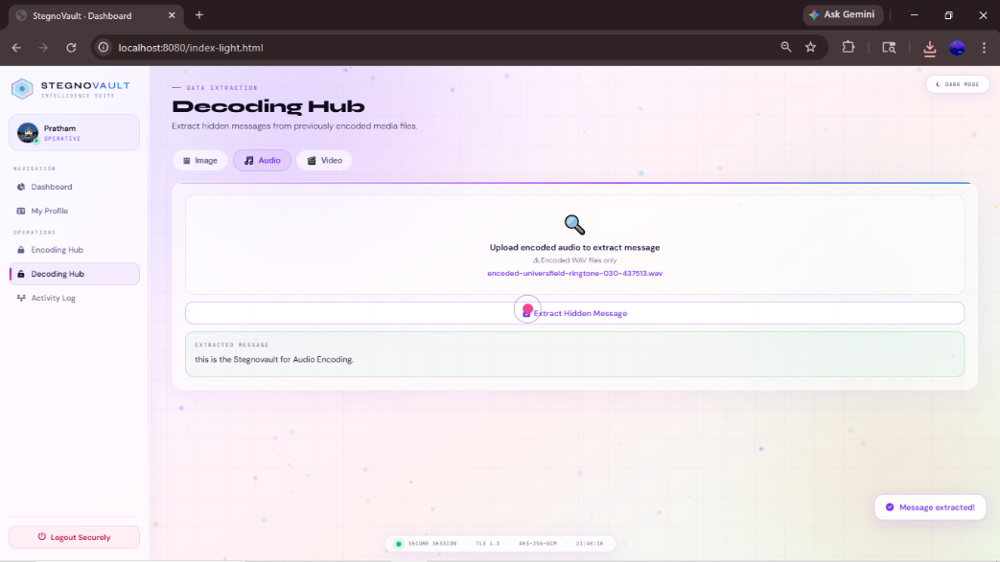 StegnoVault · Dashboard
Ask Gemini
localhost:8080/index-light.html
STEGNOVAULT
INTELLIGENCE SUITE
Pratham
OPERATIVE
NAVIGATION
Dashboard
My Profile
OPERATIONS
Encoding Hub
Decoding Hub
Activity Log
Logout Securely
DARK MODE
DATA EXTRACTION
Decoding Hub
Extract hidden messages from previously encoded media files.
Image
Audio
Video
Upload encoded audio to extract message
⚠ Encoded WAV files only
encoded-universfield-ringtone-030-437513.wav
Extract Hidden Message
EXTRACTED MESSAGE
this is the Stegnovault for Audio Encoding.
Message extracted!
SECURE SESSION · TLS 1.3 · AES-256-GCM · 23:40:10